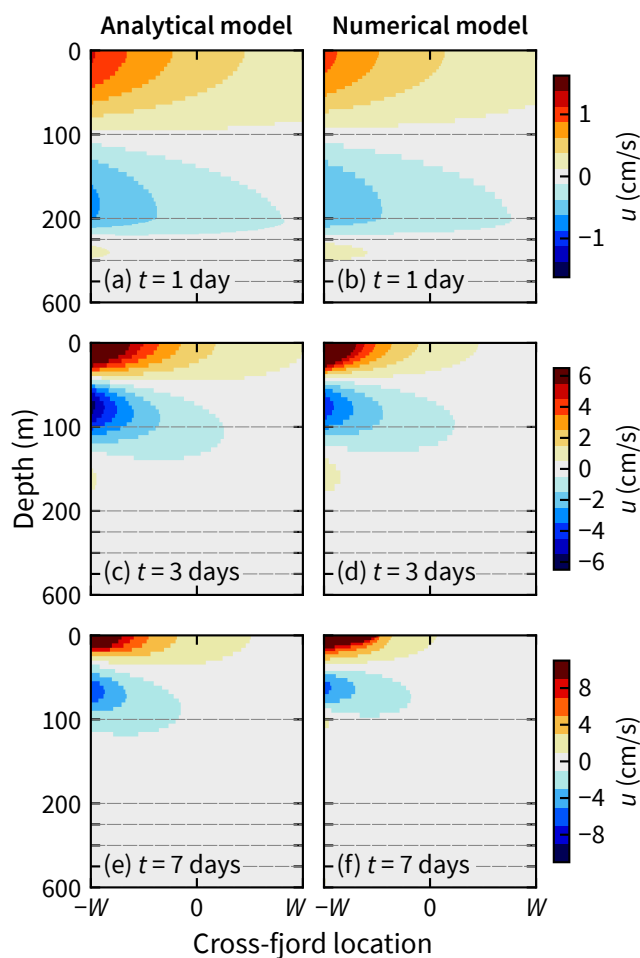 Analytical model
Numerical model
0
100
200
600
(a) t = 1 day
(b) t = 1 day
1
0
−1
u (cm/s)
Depth (m)
0
100
200
600
(c) t = 3 days
(d) t = 3 days
6
4
2
0
−2
−4
−6
u (cm/s)
0
100
200
600
(e) t = 7 days
(f) t = 7 days
8
4
0
−4
−8
u (cm/s)
−W 0 W
−W 0 W
Cross-fjord location